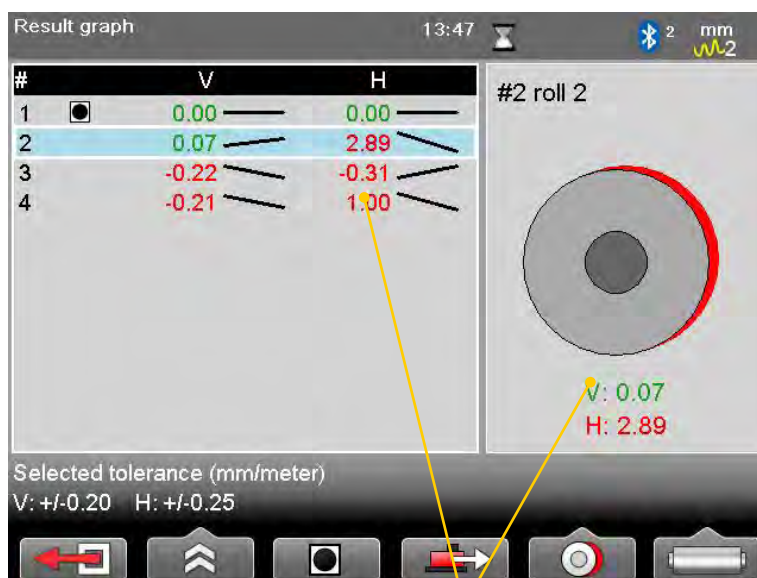 Result graph 13:47 2 mm
2
# V H
1 0.00 0.00
2 0.07 2.89
3 -0.22 -0.31
4 -0.21 1.00
#2 roll 2
V: 0.07
H: 2.89
Selected tolerance (mm/meter)
V: +/-0.20 H: +/-0.25